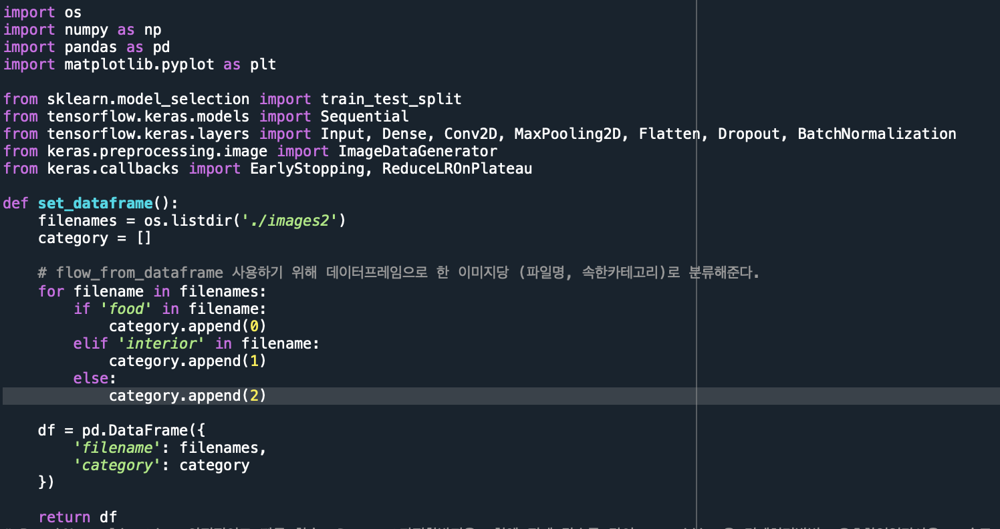 import os
import numpy as np
import pandas as pd
import matplotlib.pyplot as plt
from sklearn.model_selection import train_test_split
from tensorflow.keras.models import Sequential
from tensorflow.keras.layers import Input, Dense, Conv2D, MaxPooling2D, Flatten, Dropout, BatchNormalization
from keras.preprocessing.image import ImageDataGenerator
from keras.callbacks import EarlyStopping, ReduceLROnPlateau
def set_dataframe():
    filenames = os.listdir('./images2')
    category = []
    # flow_from_dataframe 사용하기 위해 데이터프레임으로 한 이미지당 (파일명, 속한카테고리)로 분류해준다.
    for filename in filenames:
        if 'food' in filename:
            category.append(0)
        elif 'interior' in filename:
            category.append(1)
        else:
            category.append(2)
    df = pd.DataFrame({
        'filename': filenames,
        'category': category
    })
    return df